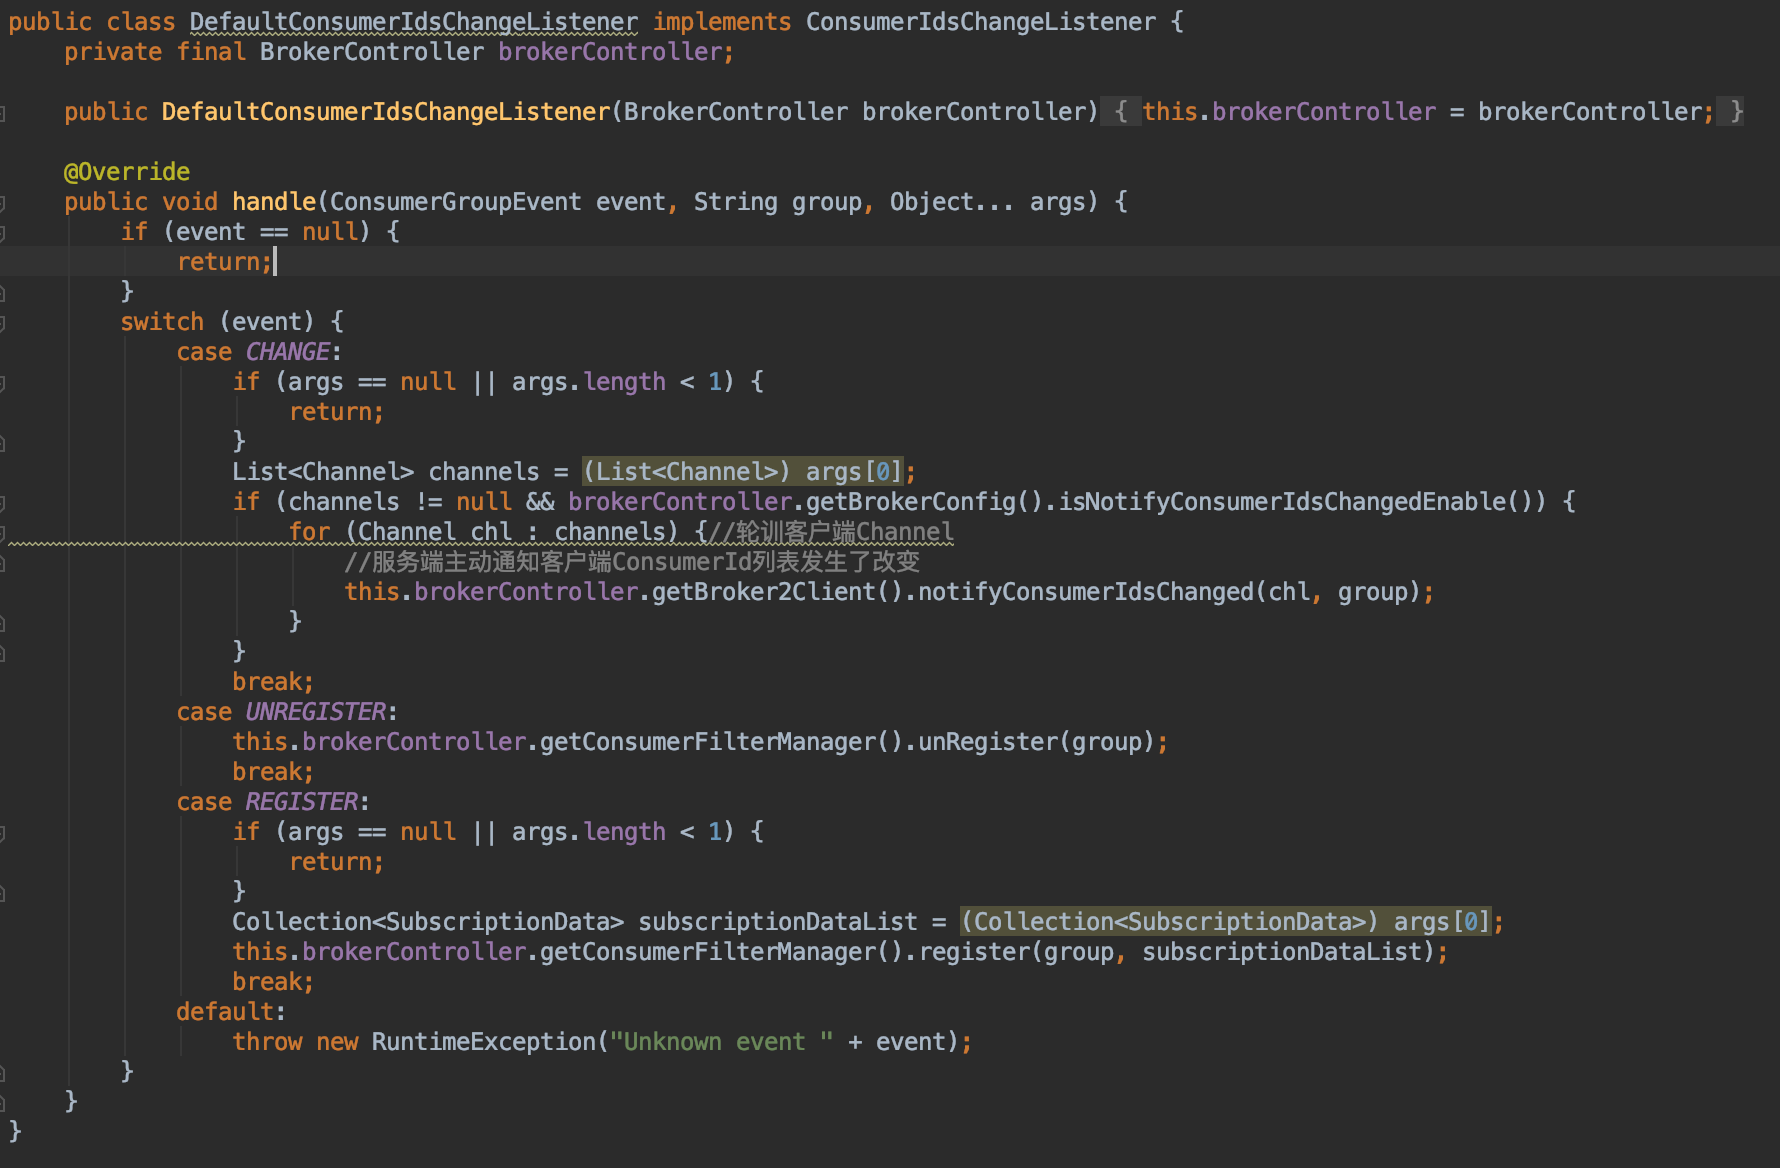 public class DefaultConsumerIdsChangeListener implements ConsumerIdsChangeListener {
    private final BrokerController brokerController;

    public DefaultConsumerIdsChangeListener(BrokerController brokerController) { this.brokerController = brokerController; }

    @Override
    public void handle(ConsumerGroupEvent event, String group, Object... args) {
        if (event == null) {
            return;
        }
        switch (event) {
            case CHANGE:
                if (args == null || args.length < 1) {
                    return;
                }
                List<Channel> channels = (List<Channel>) args[0];
                if (channels != null && brokerController.getBrokerConfig().isNotifyConsumerIdsChangedEnable()) {
                    for (Channel chl : channels) {//轮训客户端Channel
                        //服务端主动通知客户端ConsumerId列表发生了改变
                        this.brokerController.getBroker2Client().notifyConsumerIdsChanged(chl, group);
                    }
                }
                break;
            case UNREGISTER:
                this.brokerController.getConsumerFilterManager().unRegister(group);
                break;
            case REGISTER:
                if (args == null || args.length < 1) {
                    return;
                }
                Collection<SubscriptionData> subscriptionDataList = (Collection<SubscriptionData>) args[0];
                this.brokerController.getConsumerFilterManager().register(group, subscriptionDataList);
                break;
            default:
                throw new RuntimeException("Unknown event " + event);
        }
    }
}